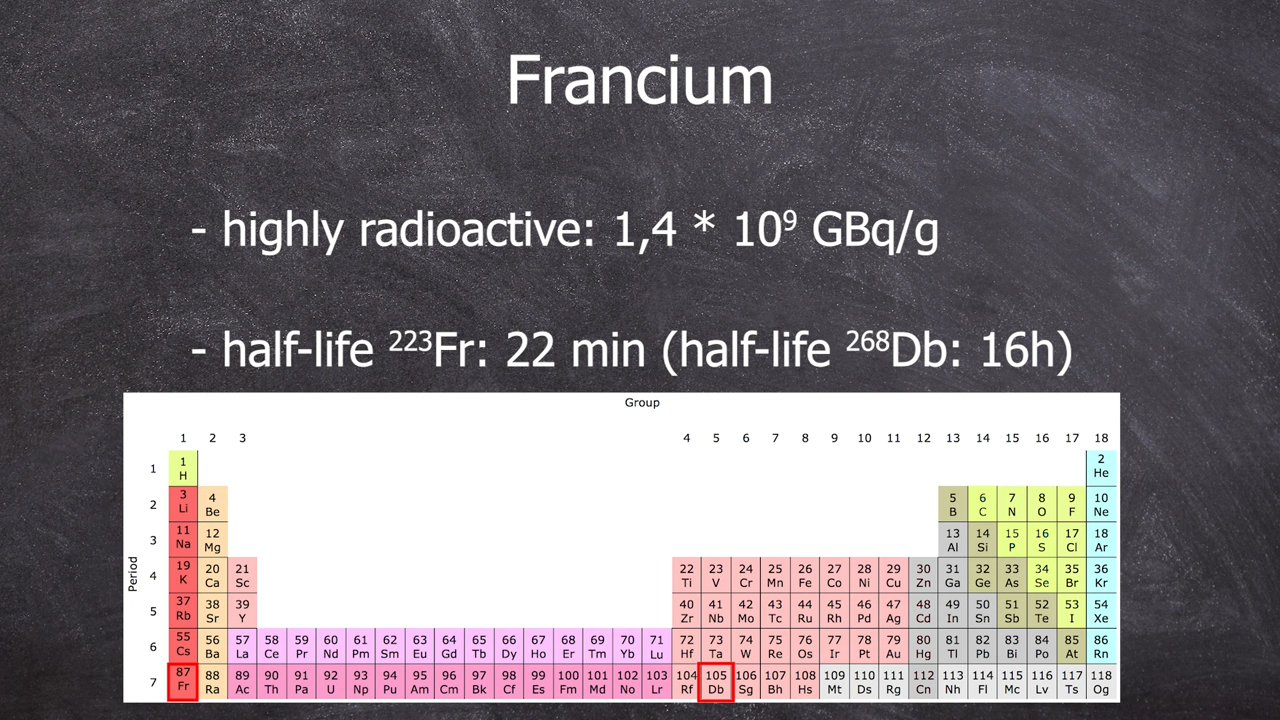 Francium
- highly radioactive: 1,4 * 10⁹ GBq/g
- half-life ²²³Fr: 22 min (half-life ²⁶⁸Db: 16h)
Group
1 2 3 4 5 6 7 8 9 10 11 12 13 14 15 16 17 18
Period
1 1 2
H He
2 3 4 5 6 7 8 9 10
Li Be B C N O F Ne
3 11 12 13 14 15 16 17 18
Na Mg Al Si P S Cl Ar
4 19 20 21 22 23 24 25 26 27 28 29 30 31 32 33 34 35 36
K Ca Sc Ti V Cr Mn Fe Co Ni Cu Zn Ga Ge As Se Br Kr
5 37 38 39 40 41 42 43 44 45 46 47 48 49 50 51 52 53 54
Rb Sr Y Zr Nb Mo Tc Ru Rh Pd Ag Cd In Sn Sb Te I Xe
6 55 56 57 58 59 60 61 62 63 64 65 66 67 68 69 70 71 72 73 74 75 76 77 78 79 80 81 82 83 84 85 86
Cs Ba La Ce Pr Nd Pm Sm Eu Gd Tb Dy Ho Er Tm Yb Lu Hf Ta W Re Os Ir Pt Au Hg Tl Pb Bi Po At Rn
7 87 88 89 90 91 92 93 94 95 96 97 98 99 100 101 102 103 104 105 106 107 108 109 110 111 112 113 114 115 116 117 118
Fr Ra Ac Th Pa U Np Pu Am Cm Bk Cf Es Fm Md No Lr Rf Db Sg Bh Hs Mt Ds Rg Cn Nh Fl Mc Lv Ts Og